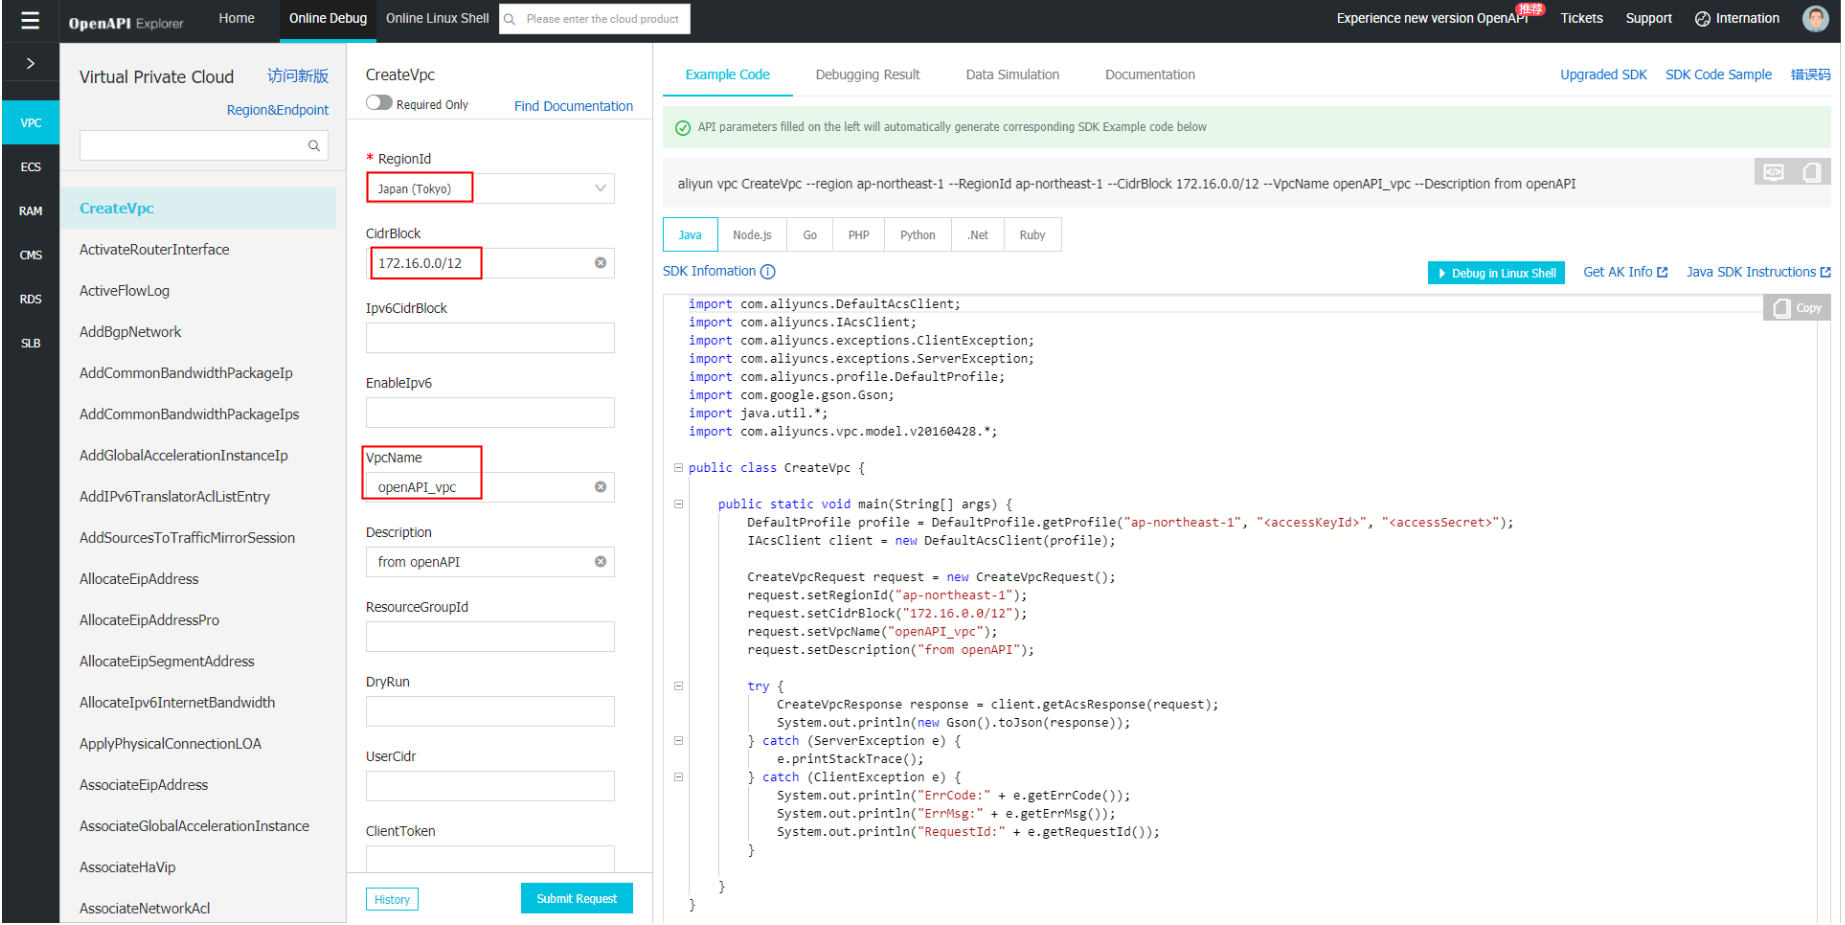 OpenAPI Explorer
Home
Online Debug
Online Linux Shell
Please enter the cloud product
Experience new version OpenAPI
推荐
Tickets
Support
Internation
VPC
ECS
RAM
CMS
RDS
SLB
Virtual Private Cloud
访问新版
Region&Endpoint
CreateVpc
ActivateRouterInterface
ActiveFlowLog
AddBgpNetwork
AddCommonBandwidthPackageIp
AddCommonBandwidthPackageIps
AddGlobalAccelerationInstanceIp
AddIPv6TranslatorAclListEntry
AddSourcesToTrafficMirrorSession
AllocateEipAddress
AllocateEipAddressPro
AllocateEipSegmentAddress
AllocateIpv6InternetBandwidth
ApplyPhysicalConnectionLOA
AssociateEipAddress
AssociateGlobalAccelerationInstance
AssociateHaVip
AssociateNetworkAcl
CreateVpc
Required Only
Find Documentation
* RegionId
Japan (Tokyo)
CidrBlock
172.16.0.0/12
Ipv6CidrBlock
EnableIpv6
VpcName
openAPI_vpc
Description
from openAPI
ResourceGroupId
DryRun
UserCidr
ClientToken
History
Submit Request
Example Code
Debugging Result
Data Simulation
Documentation
Upgraded SDK
SDK Code Sample
错误码
API parameters filled on the left will automatically generate corresponding SDK Example code below
aliyun vpc CreateVpc --region ap-northeast-1 --RegionId ap-northeast-1 --CidrBlock 172.16.0.0/12 --VpcName openAPI_vpc --Description from openAPI
Java
Node.js
Go
PHP
Python
.Net
Ruby
SDK Infomation
Debug in Linux Shell
Get AK Info
Java SDK Instructions
Copy
import com.aliyuncs.DefaultAcsClient;
import com.aliyuncs.IAcsClient;
import com.aliyuncs.exceptions.ClientException;
import com.aliyuncs.exceptions.ServerException;
import com.aliyuncs.profile.DefaultProfile;
import com.google.gson.Gson;
import java.util.*;
import com.aliyuncs.vpc.model.v20160428.*;
public class CreateVpc {
public static void main(String[] args) {
DefaultProfile profile = DefaultProfile.getProfile("ap-northeast-1", "<accessKeyId>", "<accessSecret>");
IAcsClient client = new DefaultAcsClient(profile);
CreateVpcRequest request = new CreateVpcRequest();
request.setRegionId("ap-northeast-1");
request.setCidrBlock("172.16.0.0/12");
request.setVpcName("openAPI_vpc");
request.setDescription("from openAPI");
try {
CreateVpcResponse response = client.getAcsResponse(request);
System.out.println(new Gson().toJson(response));
} catch (ServerException e) {
e.printStackTrace();
} catch (ClientException e) {
System.out.println("ErrCode:" + e.getErrCode());
System.out.println("ErrMsg:" + e.getErrMsg());
System.out.println("RequestId:" + e.getRequestId());
}
}
}